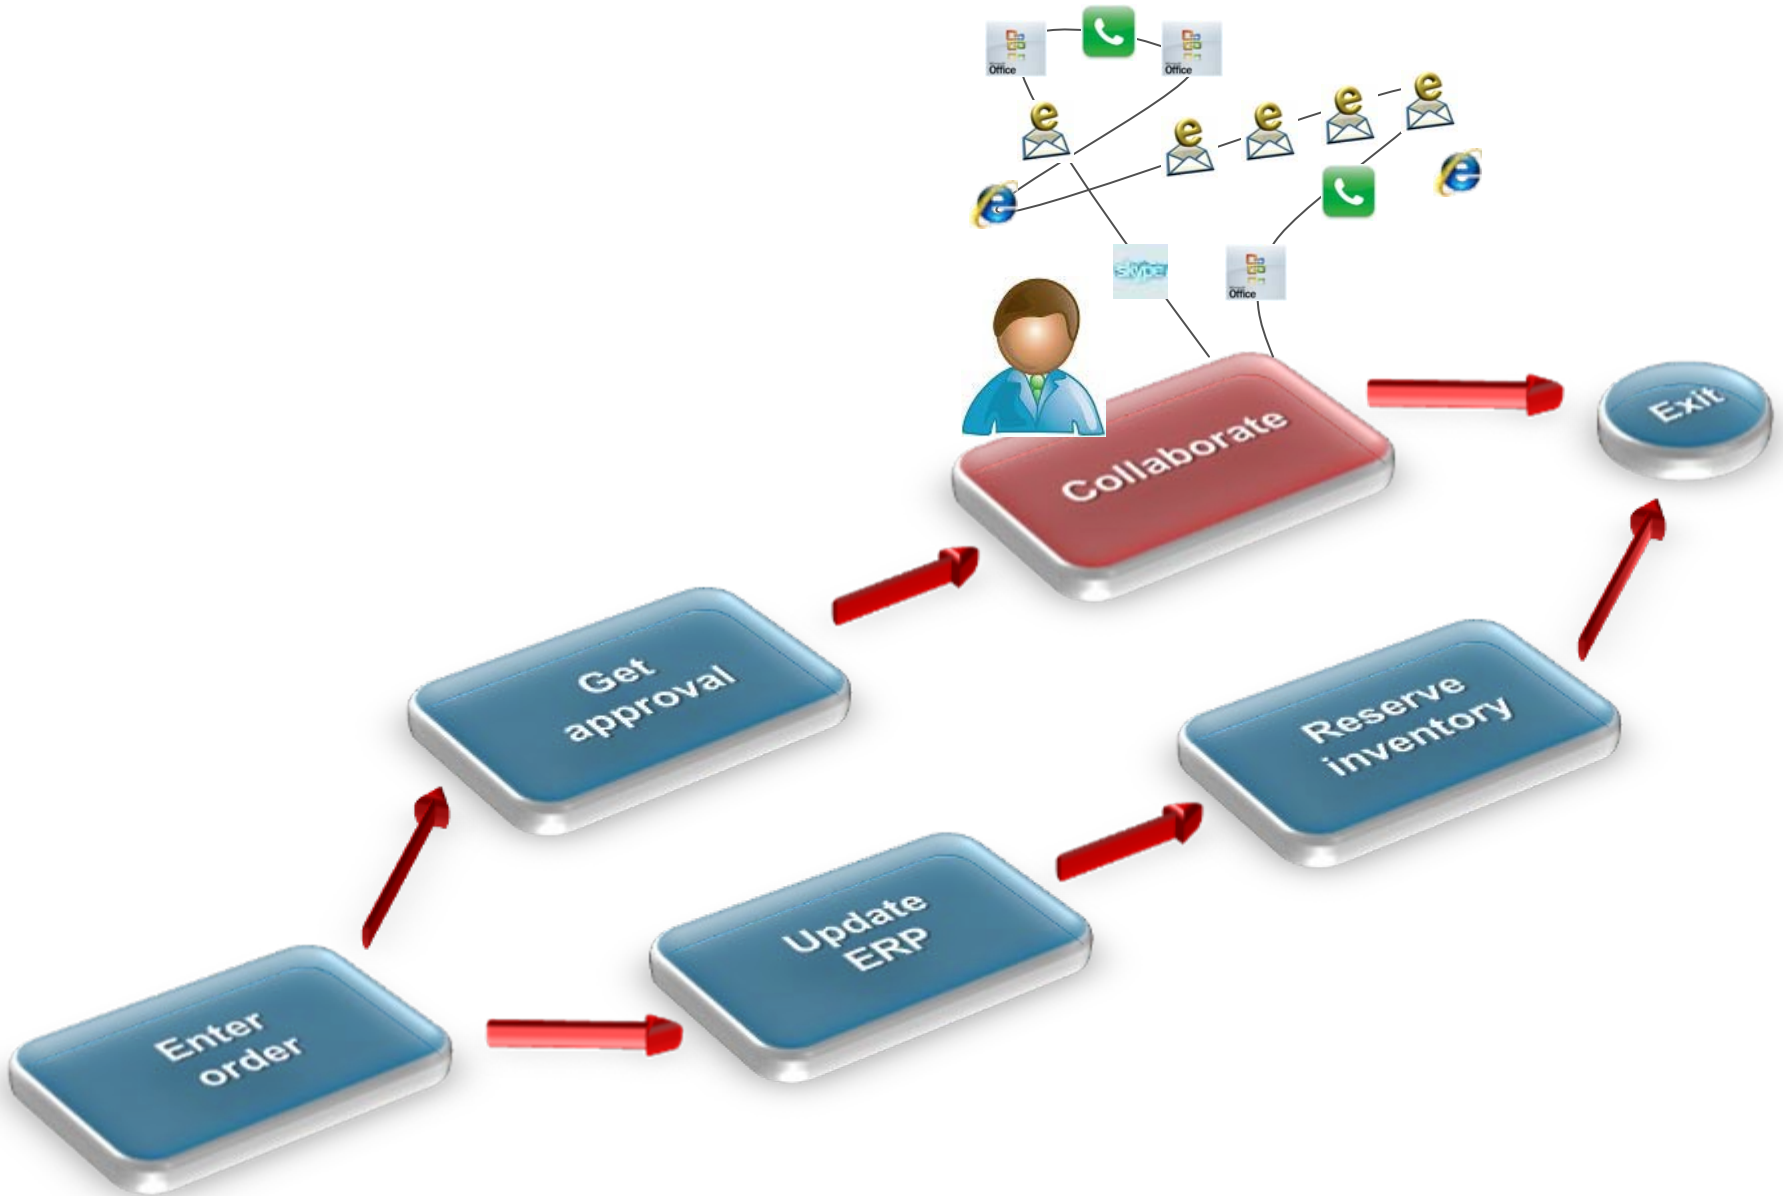 Office
Office
skype
Office
Collaborate
Exit
Get
approval
Reserve
inventory
Update
ERP
Enter
order